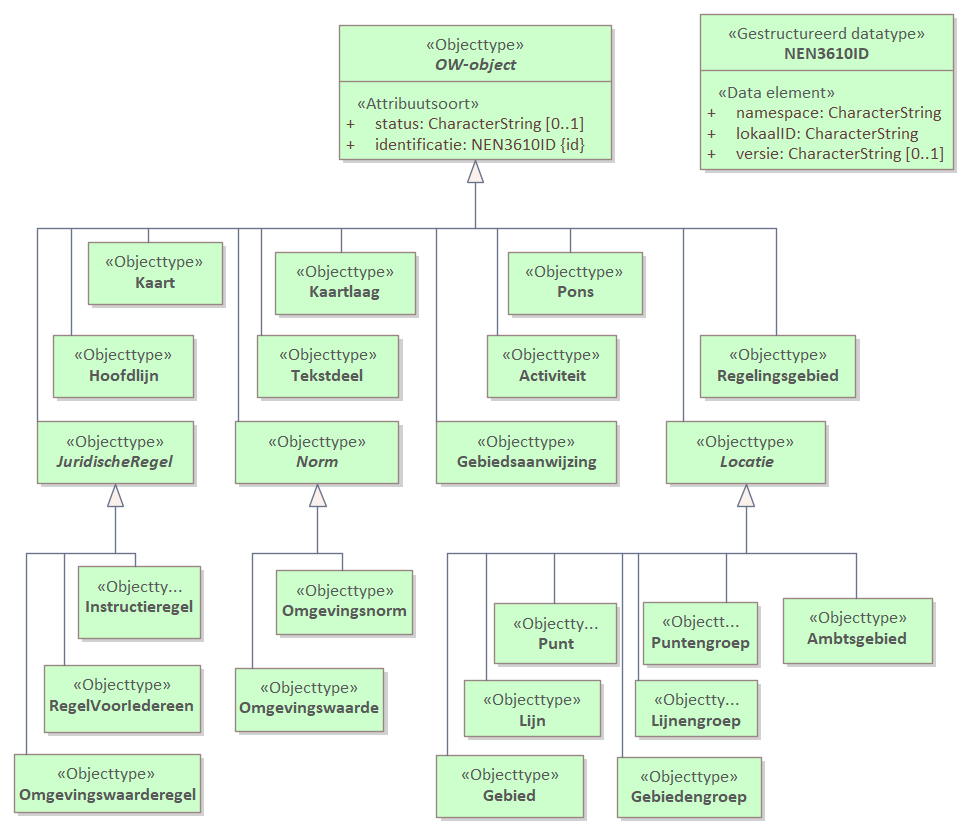 «Objecttype»
OW-object
«Attribuutsoort»
+ status: CharacterString [0..1]
+ identificatie: NEN3610ID {id}
«Gestructureerd datatype»
NEN3610ID
«Data element»
+ namespace: CharacterString
+ lokaalID: CharacterString
+ versie: CharacterString [0..1]
«Objecttype»
Kaart
«Objecttype»
Kaartlaag
«Objecttype»
Pons
«Objecttype»
Hoofdlijn
«Objecttype»
Tekstdeel
«Objecttype»
Activiteit
«Objecttype»
Regelingsgebied
«Objecttype»
JuridischeRegel
«Objecttype»
Norm
«Objecttype»
Gebiedsaanwijzing
«Objecttype»
Locatie
«Objectty...
Instructieregel
«Objecttype»
Omgevingsnorm
«Objectty...
Punt
«Objectt...
Puntengroep
«Objecttype»
Ambtsgebied
«Objecttype»
RegelVoorIedereen
«Objecttype»
Omgevingswaarde
«Objecttype»
Lijn
«Objectty...
Lijnengroep
«Objecttype»
Omgevingswaarderegel
«Objecttype»
Gebied
«Objecttype»
Gebiedengroep